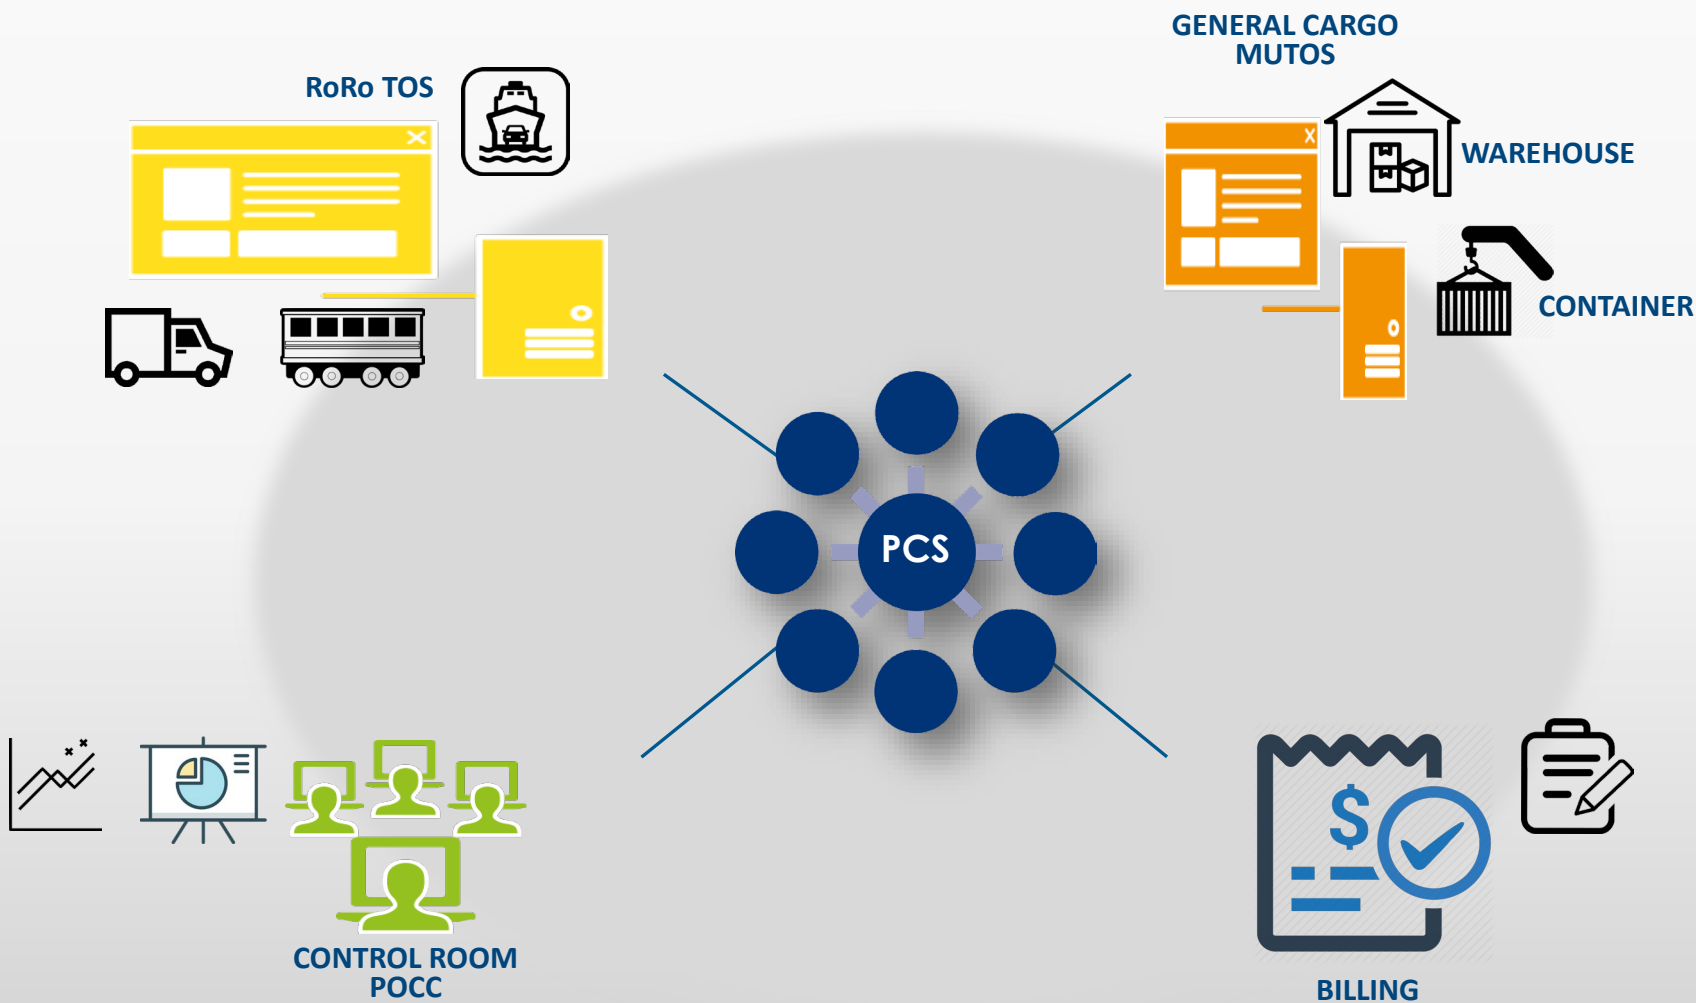 GENERAL CARGO
MUTOS
RoRo TOS
WAREHOUSE
CONTAINER
PCS
CONTROL ROOM
POCC
BILLING